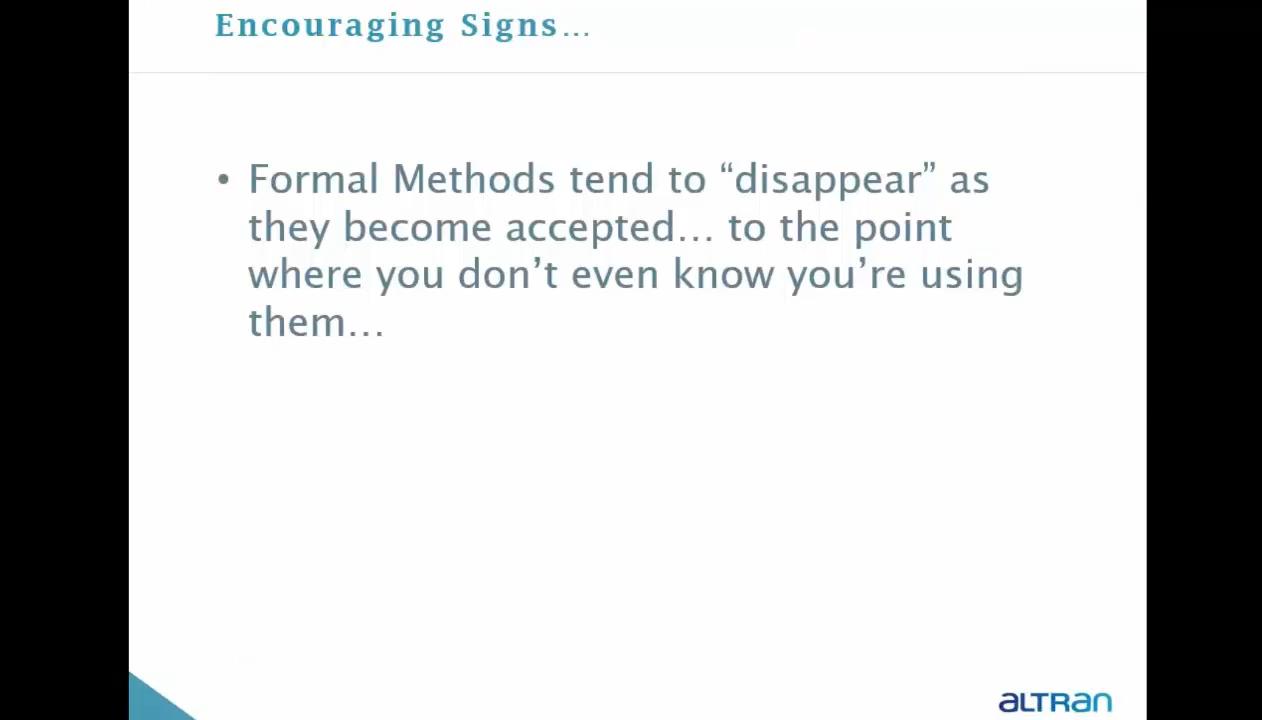 Encouraging Signs…
• Formal Methods tend to “disappear” as
they become accepted… to the point
where you don’t even know you’re using
them…
ALTRAN